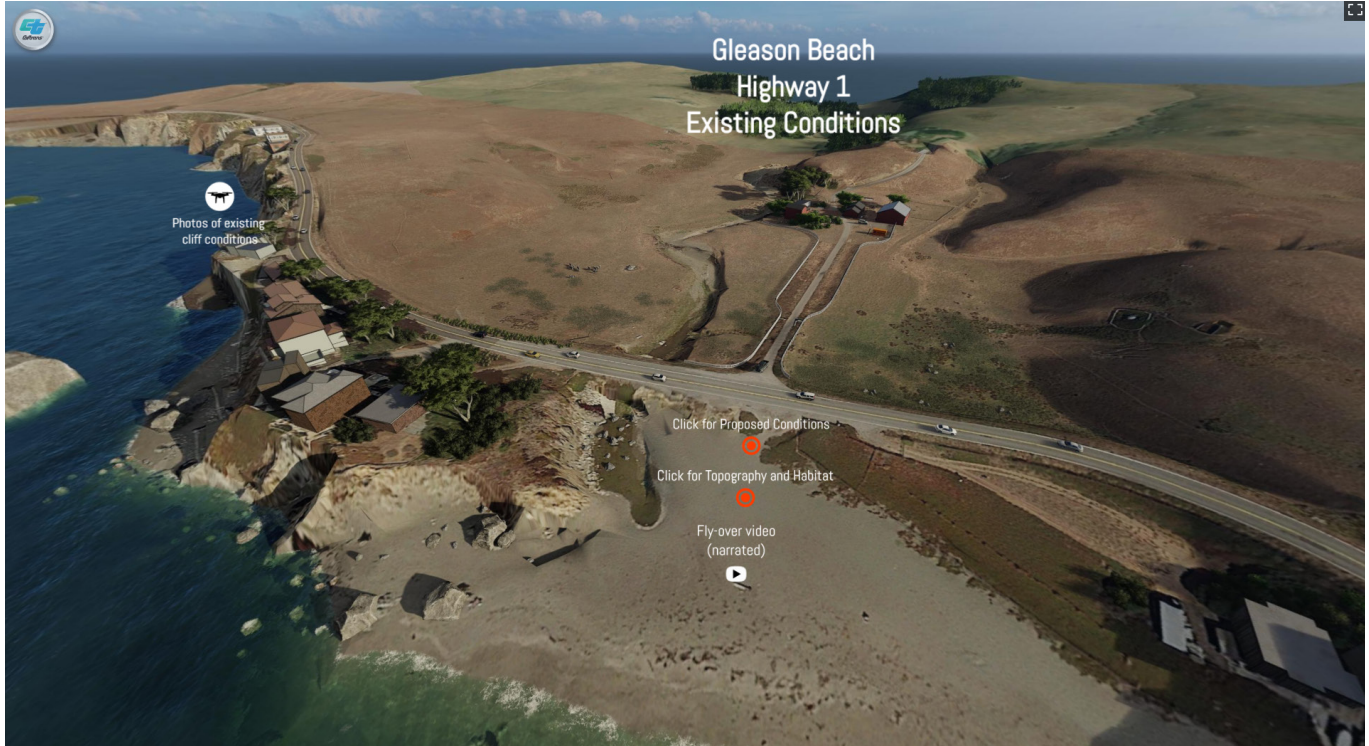 Gleason Beach
Highway 1
Existing Conditions
Photos of existing
cliff conditions
Click for Proposed Conditions
Click for Topography and Habitat
Fly-over video
(narrated)